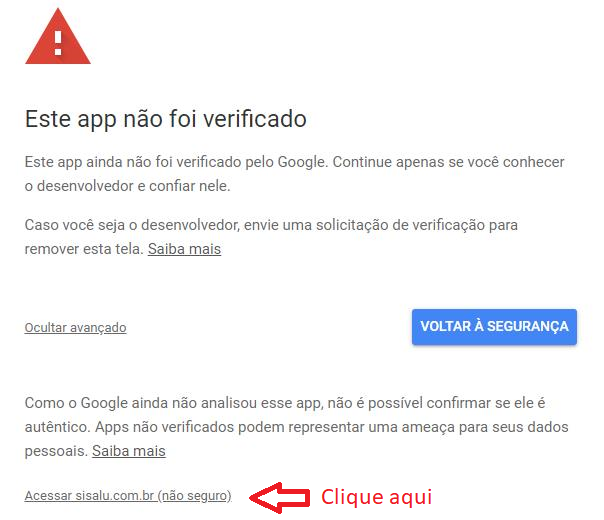 Este app não foi verificado
Este app ainda não foi verificado pelo Google. Continue apenas se você conhecer
o desenvolvedor e confiar nele.
Caso você seja o desenvolvedor, envie uma solicitação de verificação para
remover esta tela. Saiba mais
Ocultar avançado
VOLTAR À SEGURANÇA
Como o Google ainda não analisou esse app, não é possível confirmar se ele é
autêntico. Apps não verificados podem representar uma ameaça para seus dados
pessoais. Saiba mais
Acessar sisalu.com.br (não seguro)
Clique aqui